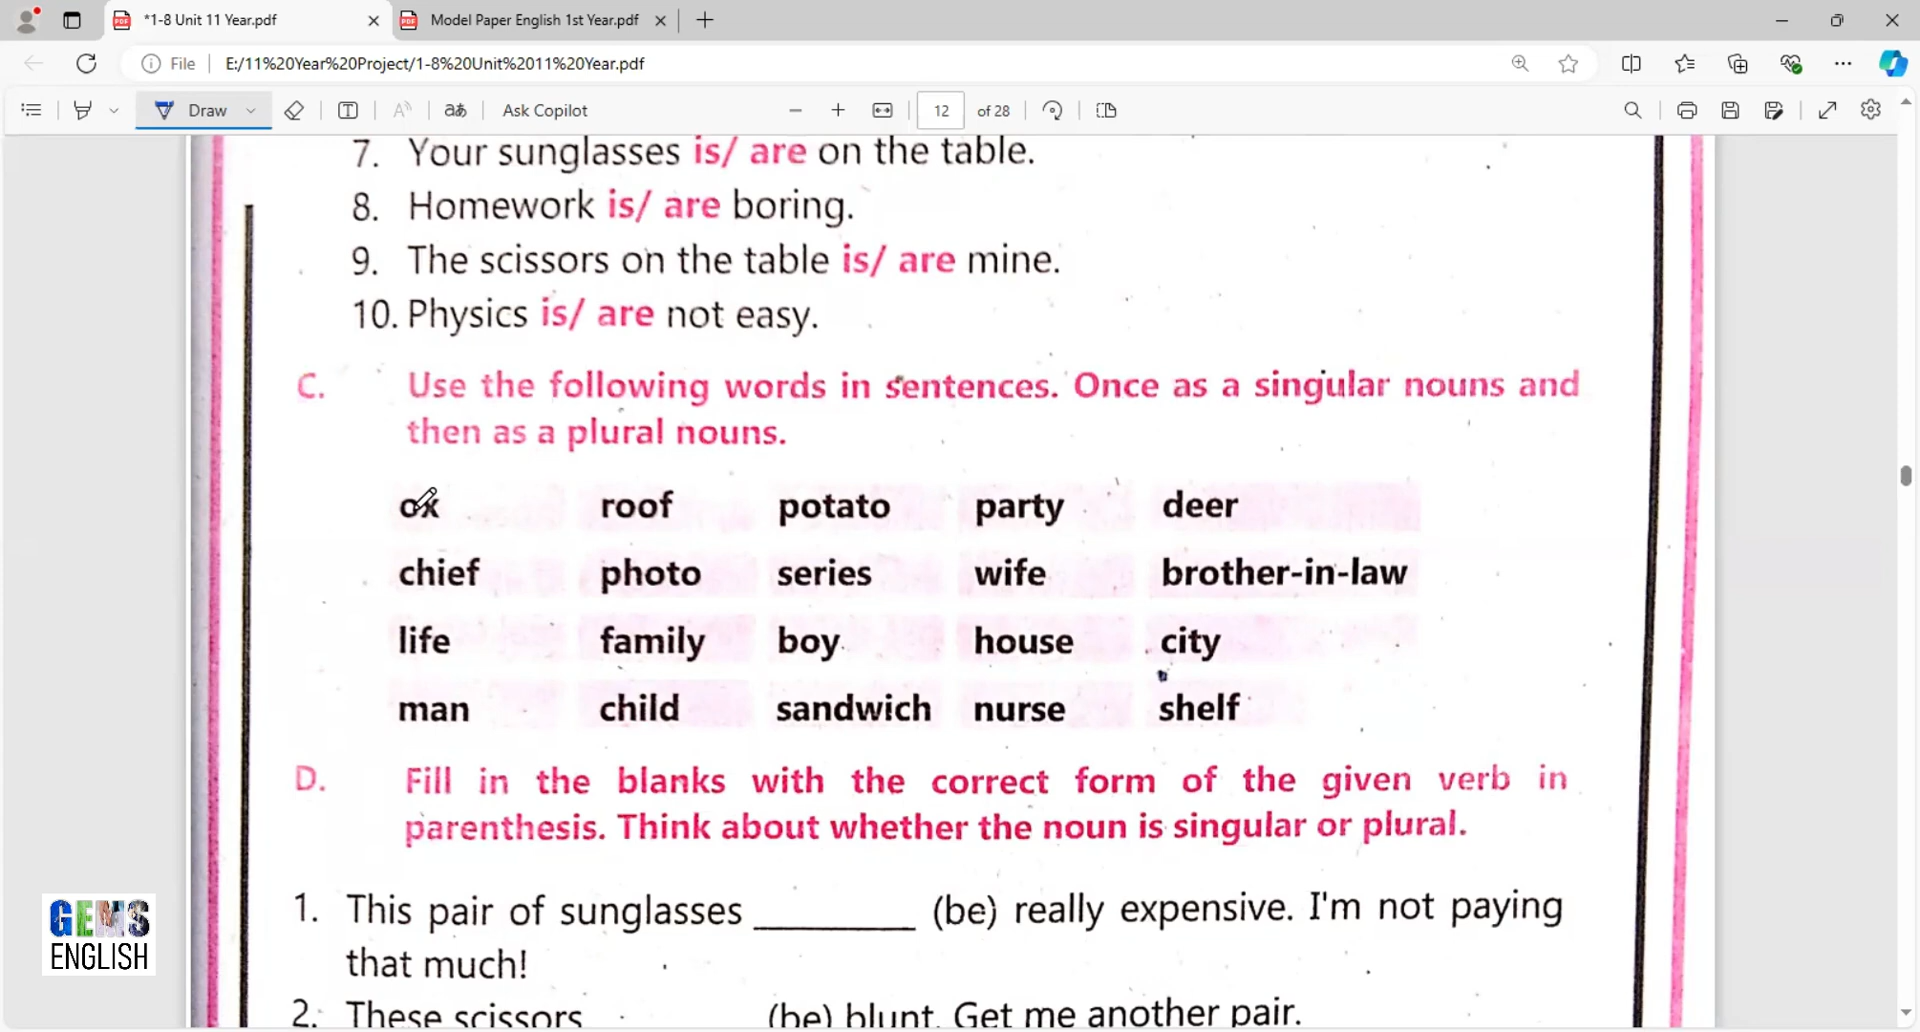 *1-8 Unit 11 Year.pdf
Model Paper English 1st Year.pdf
File E:/11%20Year%20Project/1-8%20Unit%2011%20Year.pdf
Draw
Ask Copilot
12 of 28
7. Your sunglasses is/ are on the table.
8. Homework is/ are boring.
9. The scissors on the table is/ are mine.
10. Physics is/ are not easy.
C. Use the following words in sentences. Once as a singular nouns and
then as a plural nouns.
ox roof potato party deer
chief photo series wife brother-in-law
life family boy house city
man child sandwich nurse shelf
D. Fill in the blanks with the correct form of the given verb in
parenthesis. Think about whether the noun is singular or plural.
1. This pair of sunglasses ________ (be) really expensive. I'm not paying
that much!
2. These scissors (be) blunt. Get me another pair.
GEMS
ENGLISH